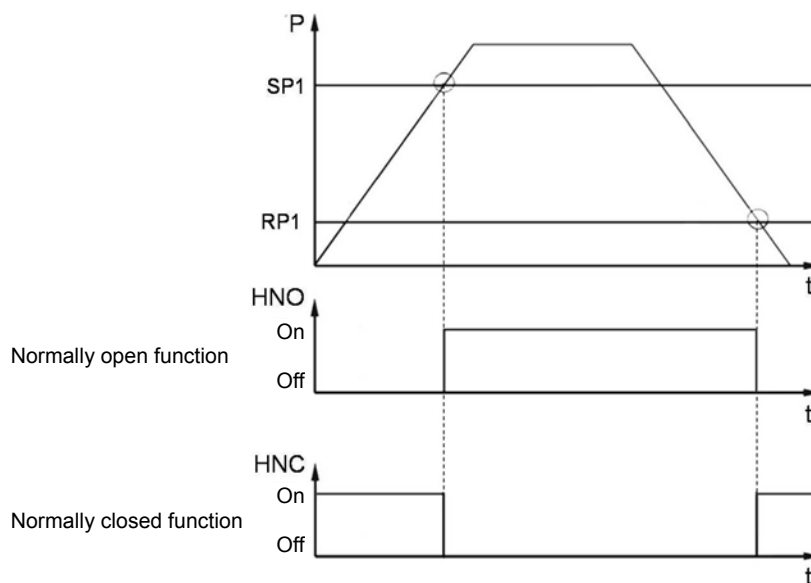 P
SP1
RP1
t
HNO
On
Normally open function
Off
t
HNC
On
Normally closed function
Off
t